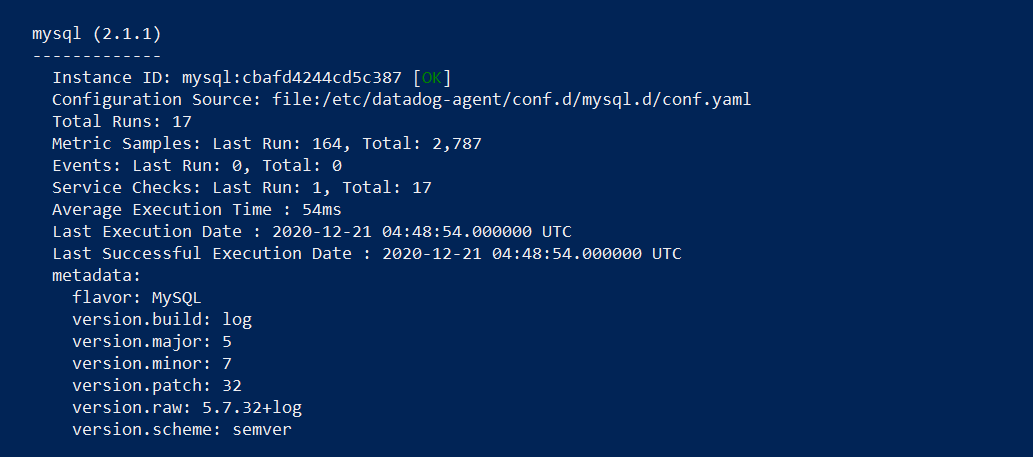 mysql (2.1.1)
-------------
Instance ID: mysql:cbafd4244cd5c387 [OK]
Configuration Source: file:/etc/datadog-agent/conf.d/mysql.d/conf.yaml
Total Runs: 17
Metric Samples: Last Run: 164, Total: 2,787
Events: Last Run: 0, Total: 0
Service Checks: Last Run: 1, Total: 17
Average Execution Time : 54ms
Last Execution Date : 2020-12-21 04:48:54.000000 UTC
Last Successful Execution Date : 2020-12-21 04:48:54.000000 UTC
metadata:
flavor: MySQL
version.build: log
version.major: 5
version.minor: 7
version.patch: 32
version.raw: 5.7.32+log
version.scheme: semver